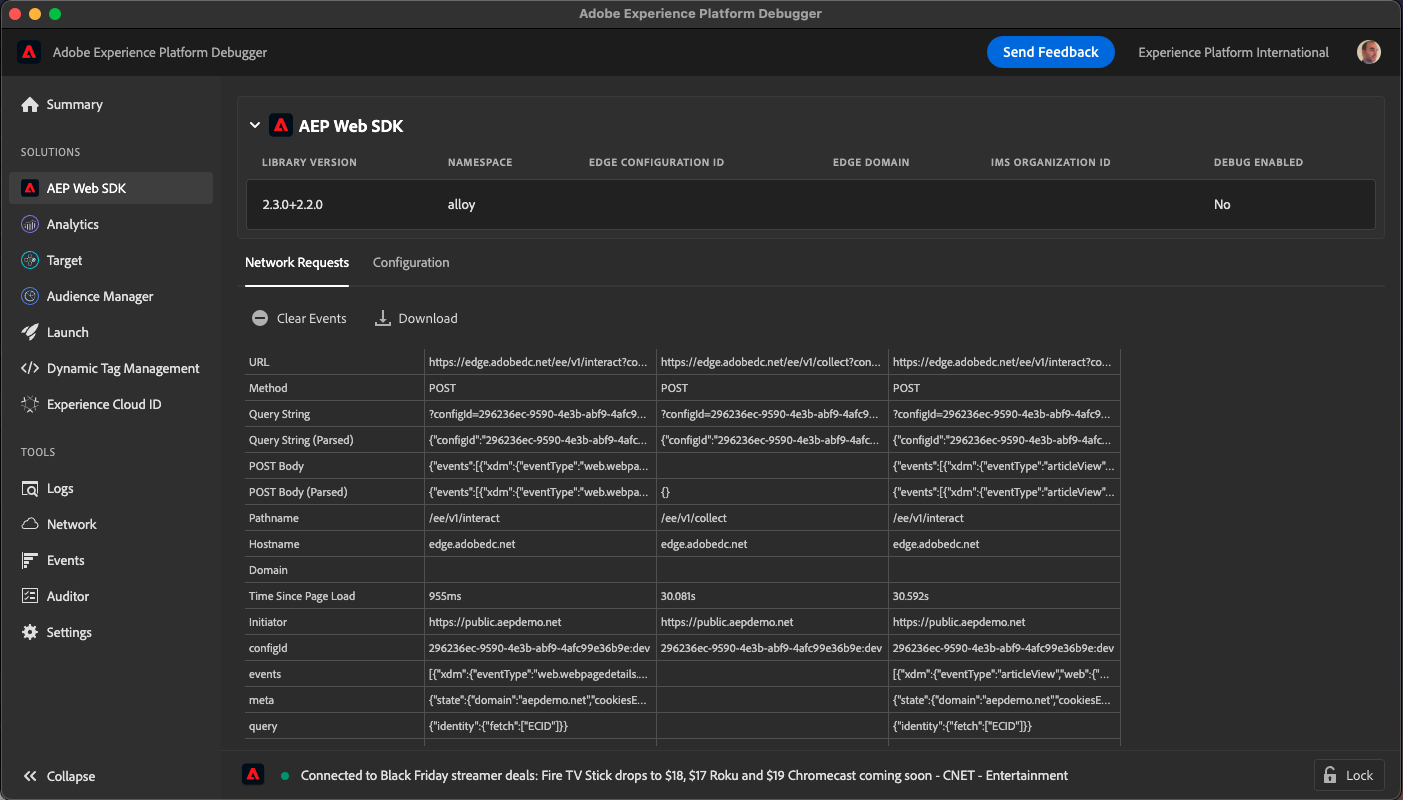 Adobe Experience Platform Debugger
Adobe Experience Platform Debugger
Send Feedback
Experience Platform International
Summary
SOLUTIONS
AEP Web SDK
Analytics
Target
Audience Manager
Launch
Dynamic Tag Management
Experience Cloud ID
TOOLS
Logs
Network
Events
Auditor
Settings
Collapse
AEP Web SDK
LIBRARY VERSION NAMESPACE EDGE CONFIGURATION ID EDGE DOMAIN IMS ORGANIZATION ID DEBUG ENABLED
2.3.0+2.2.0 alloy No
Network Requests Configuration
Clear Events Download
URL https://edge.adobedc.net/ee/v1/interact?co... https://edge.adobedc.net/ee/v1/collect?con... https://edge.adobedc.net/ee/v1/interact?co...
Method POST POST POST
Query String ?configId=296236ec-9590-4e3b-abf9-4afc9... ?configId=296236ec-9590-4e3b-abf9-4afc9... ?configId=296236ec-9590-4e3b-abf9-4afc9...
Query String (Parsed) {"configId":"296236ec-9590-4e3b-abf9-4afc... {"configId":"296236ec-9590-4e3b-abf9-4afc... {"configId":"296236ec-9590-4e3b-abf9-4afc...
POST Body {"events":[{"xdm":{"eventType":"web.webpa... {"events":[{"xdm":{"eventType":"articleView"...
POST Body (Parsed) {"events":[{"xdm":{"eventType":"web.webpa... {} {"events":[{"xdm":{"eventType":"articleView"...
Pathname /ee/v1/interact /ee/v1/collect /ee/v1/interact
Hostname edge.adobedc.net edge.adobedc.net edge.adobedc.net
Domain
Time Since Page Load 955ms 30.081s 30.592s
Initiator https://public.aepdemo.net https://public.aepdemo.net https://public.aepdemo.net
configId 296236ec-9590-4e3b-abf9-4afc99e36b9e:dev 296236ec-9590-4e3b-abf9-4afc99e36b9e:dev 296236ec-9590-4e3b-abf9-4afc99e36b9e:dev
events [{"xdm":{"eventType":"web.webpagedetails.... [{"xdm":{"eventType":"articleView","web":{"...
meta {"state":{"domain":"aepdemo.net","cookiesE... {"state":{"domain":"aepdemo.net","cookiesE...
query {"identity":{"fetch":["ECID"]}} {"identity":{"fetch":["ECID"]}}
Connected to Black Friday streamer deals: Fire TV Stick drops to $18, $17 Roku and $19 Chromecast coming soon - CNET - Entertainment
Lock